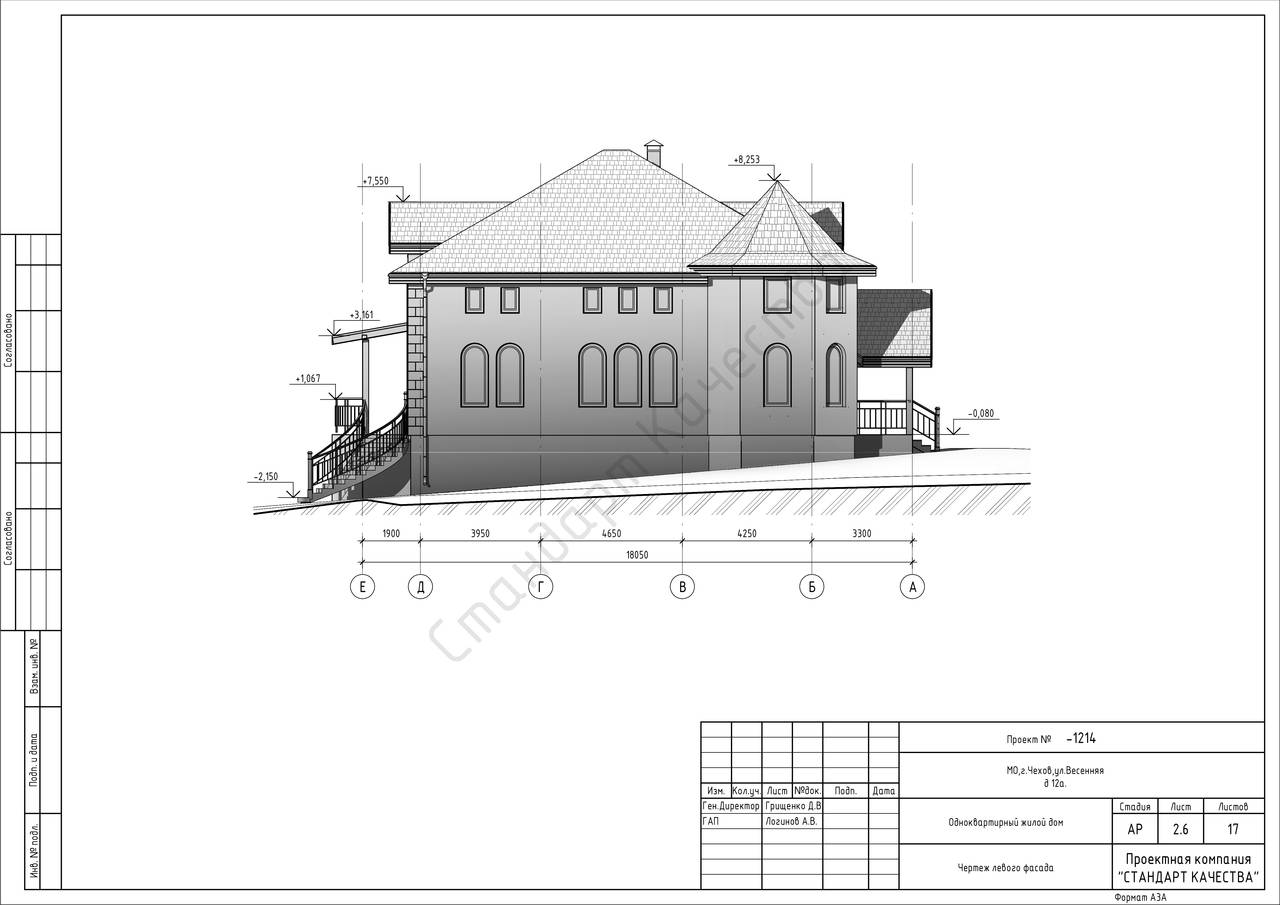 +8,253
+7,550
+3,161
+1,067
-0,080
-2,150
1900 3950 4650 4250 3300
18050
Е Д Г В Б А
Стандарт Качества
Согласовано
Согласовано
Взам. инв. №
Подп. и дата
Инв. № подл.
Проект № -1214
МО,г.Чехов,ул.Весенняя
д 12а.
Изм. Кол.уч. Лист №док. Подп. Дата
Ген.Директор Грищенко Д.В
ГАП Логинов А.В.
Одноквартирный жилой дом
Стадия Лист Листов
АР 2.6 17
Чертеж левого фасада
Проектная компания
"СТАНДАРТ КАЧЕСТВА"
Формат А3А